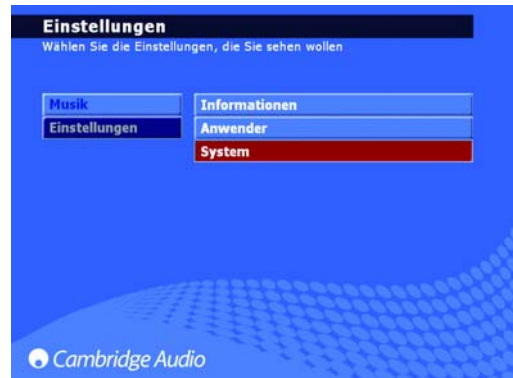 Einstellungen
Wählen Sie die Einstellungen, die Sie sehen wollen
Musik
Einstellungen
Informationen
Anwender
System
Cambridge Audio